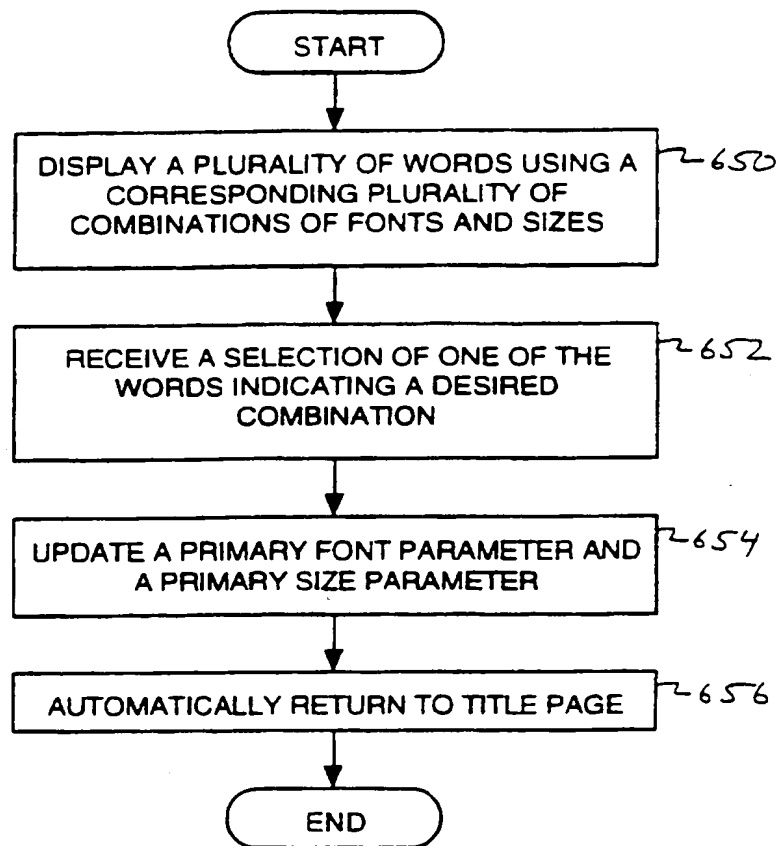 START
DISPLAY A PLURALITY OF WORDS USING A
650
CORRESPONDING PLURALITY OF
COMBINATIONS OF FONTS AND SIZES
RECEIVE A SELECTION OF ONE OF THE
652
WORDS INDICATING A DESIRED
COMBINATION
UPDATE A PRIMARY FONT PARAMETER AND
654
A PRIMARY SIZE PARAMETER
AUTOMATICALLY RETURN TO TITLE PAGE
656
END